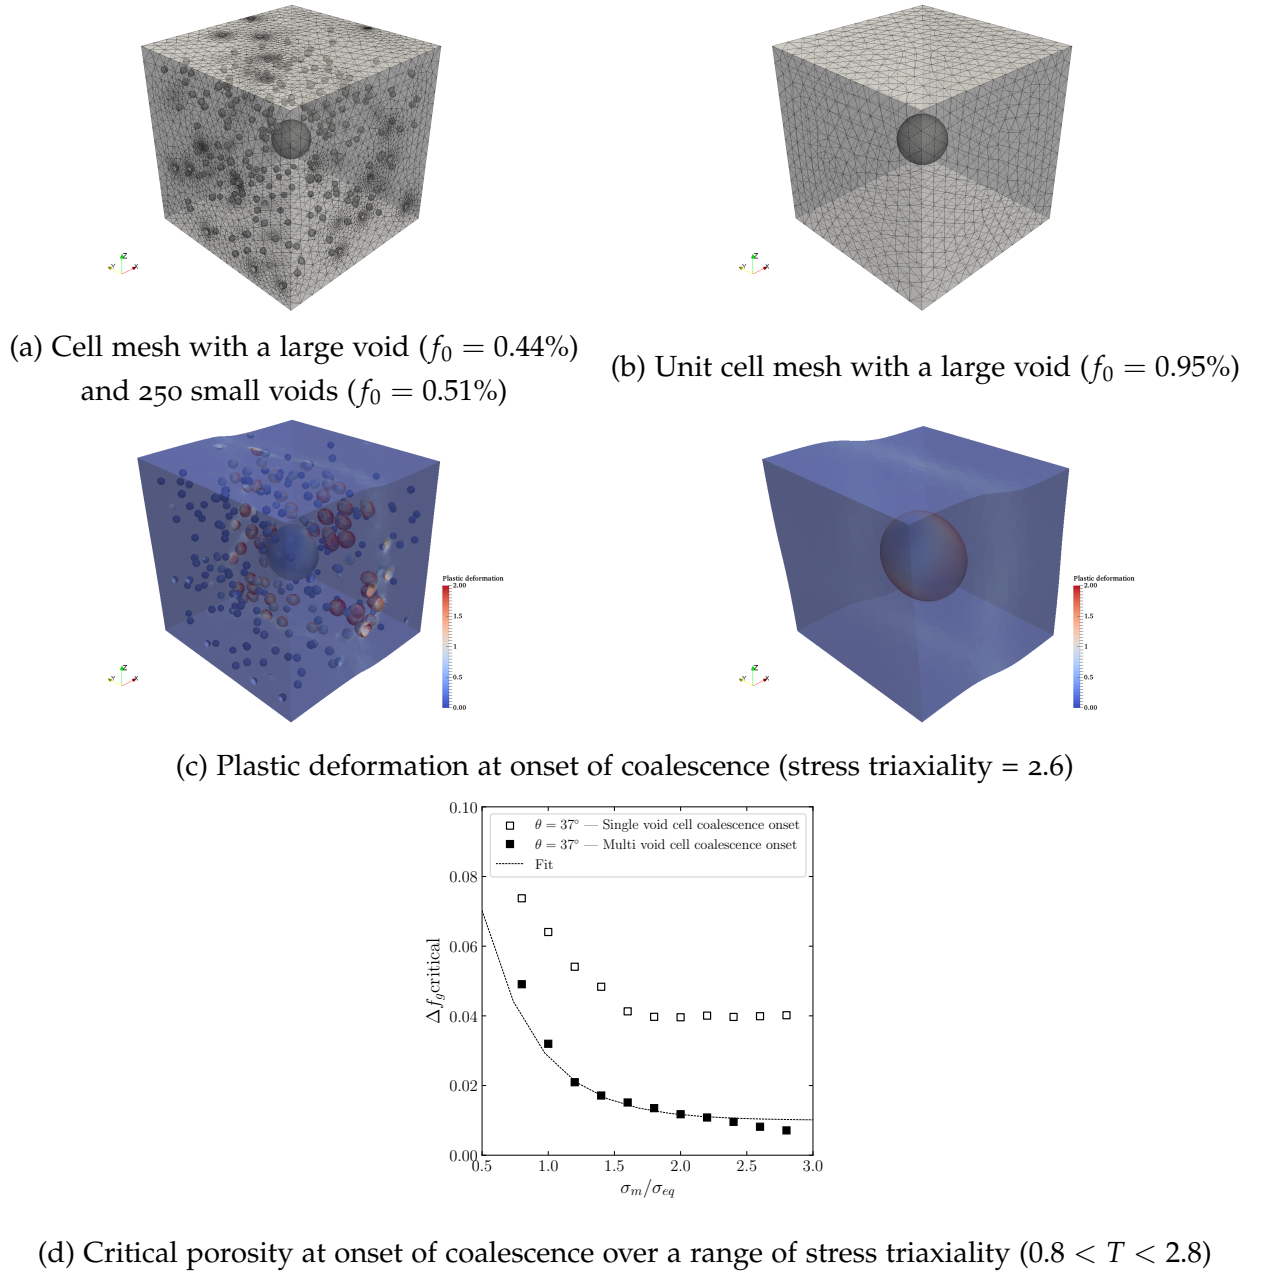 Z
Y
X
Z
Y
X
(a) Cell mesh with a large void (f₀ = 0.44%)
and 250 small voids (f₀ = 0.51%)
(b) Unit cell mesh with a large void (f₀ = 0.95%)
Plastic deformation
2.00
1.5
1
0.5
0.00
Z
Y
X
Plastic deformation
2.00
1.5
1
0.5
0.00
Z
Y
X
(c) Plastic deformation at onset of coalescence (stress triaxiality = 2.6)
0.10
0.08
0.06
0.04
0.02
0.00
Δf_g critical
θ = 37° — Single void cell coalescence onset
θ = 37° — Multi void cell coalescence onset
Fit
0.5 1.0 1.5 2.0 2.5 3.0
σ_m/σ_eq
(d) Critical porosity at onset of coalescence over a range of stress triaxiality (0.8 < T < 2.8)